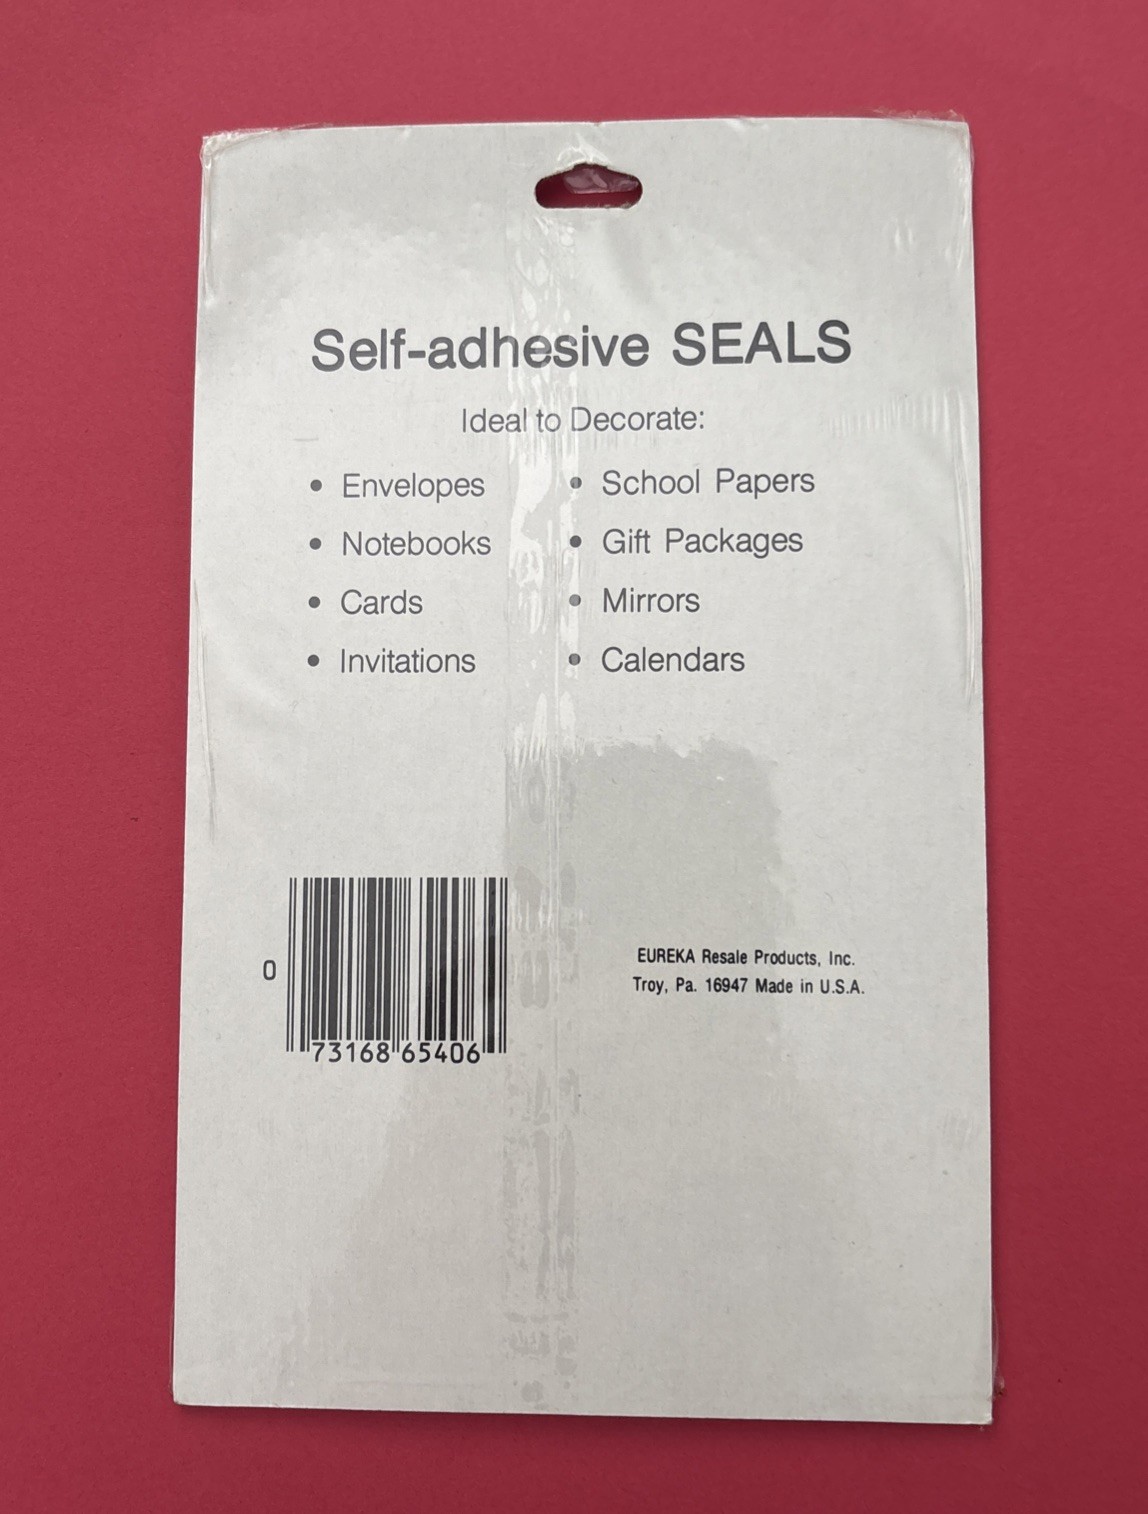 Self-adhesive SEALS
Ideal to Decorate:
• Envelopes
• Notebooks
• Cards
• Invitations
• School Papers
• Gift Packages
• Mirrors
• Calendars
0 73168 65406
EUREKA Resale Products, Inc.
Troy, Pa. 16947 Made in U.S.A.